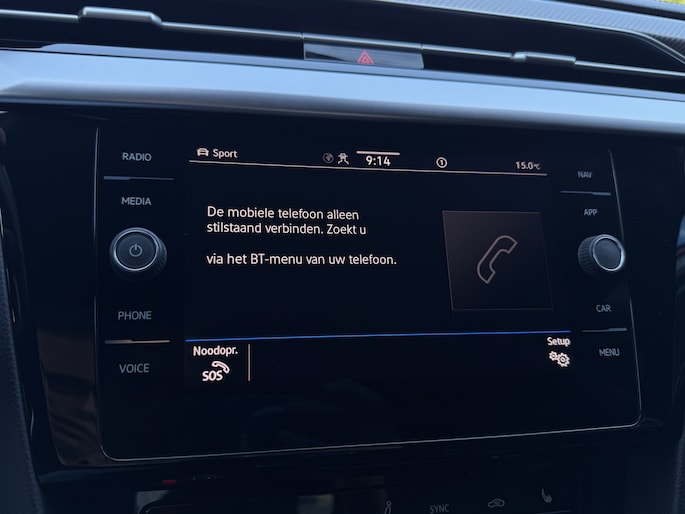 RADIO
MEDIA
PHONE
VOICE
Sport
9:14
1
15.0°C
De mobiele telefoon alleen
stilstaand verbinden. Zoekt u
via het BT-menu van uw telefoon.
Noodopr.
SOS
Setup
NAV
APP
CAR
MENU
SYNC